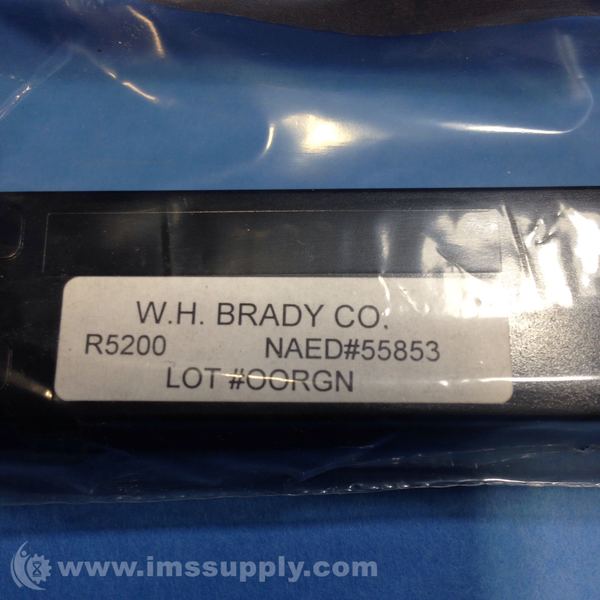 W.H. BRADY CO.
R5200 NAED#55853
LOT #OORGN
www.imssupply.com